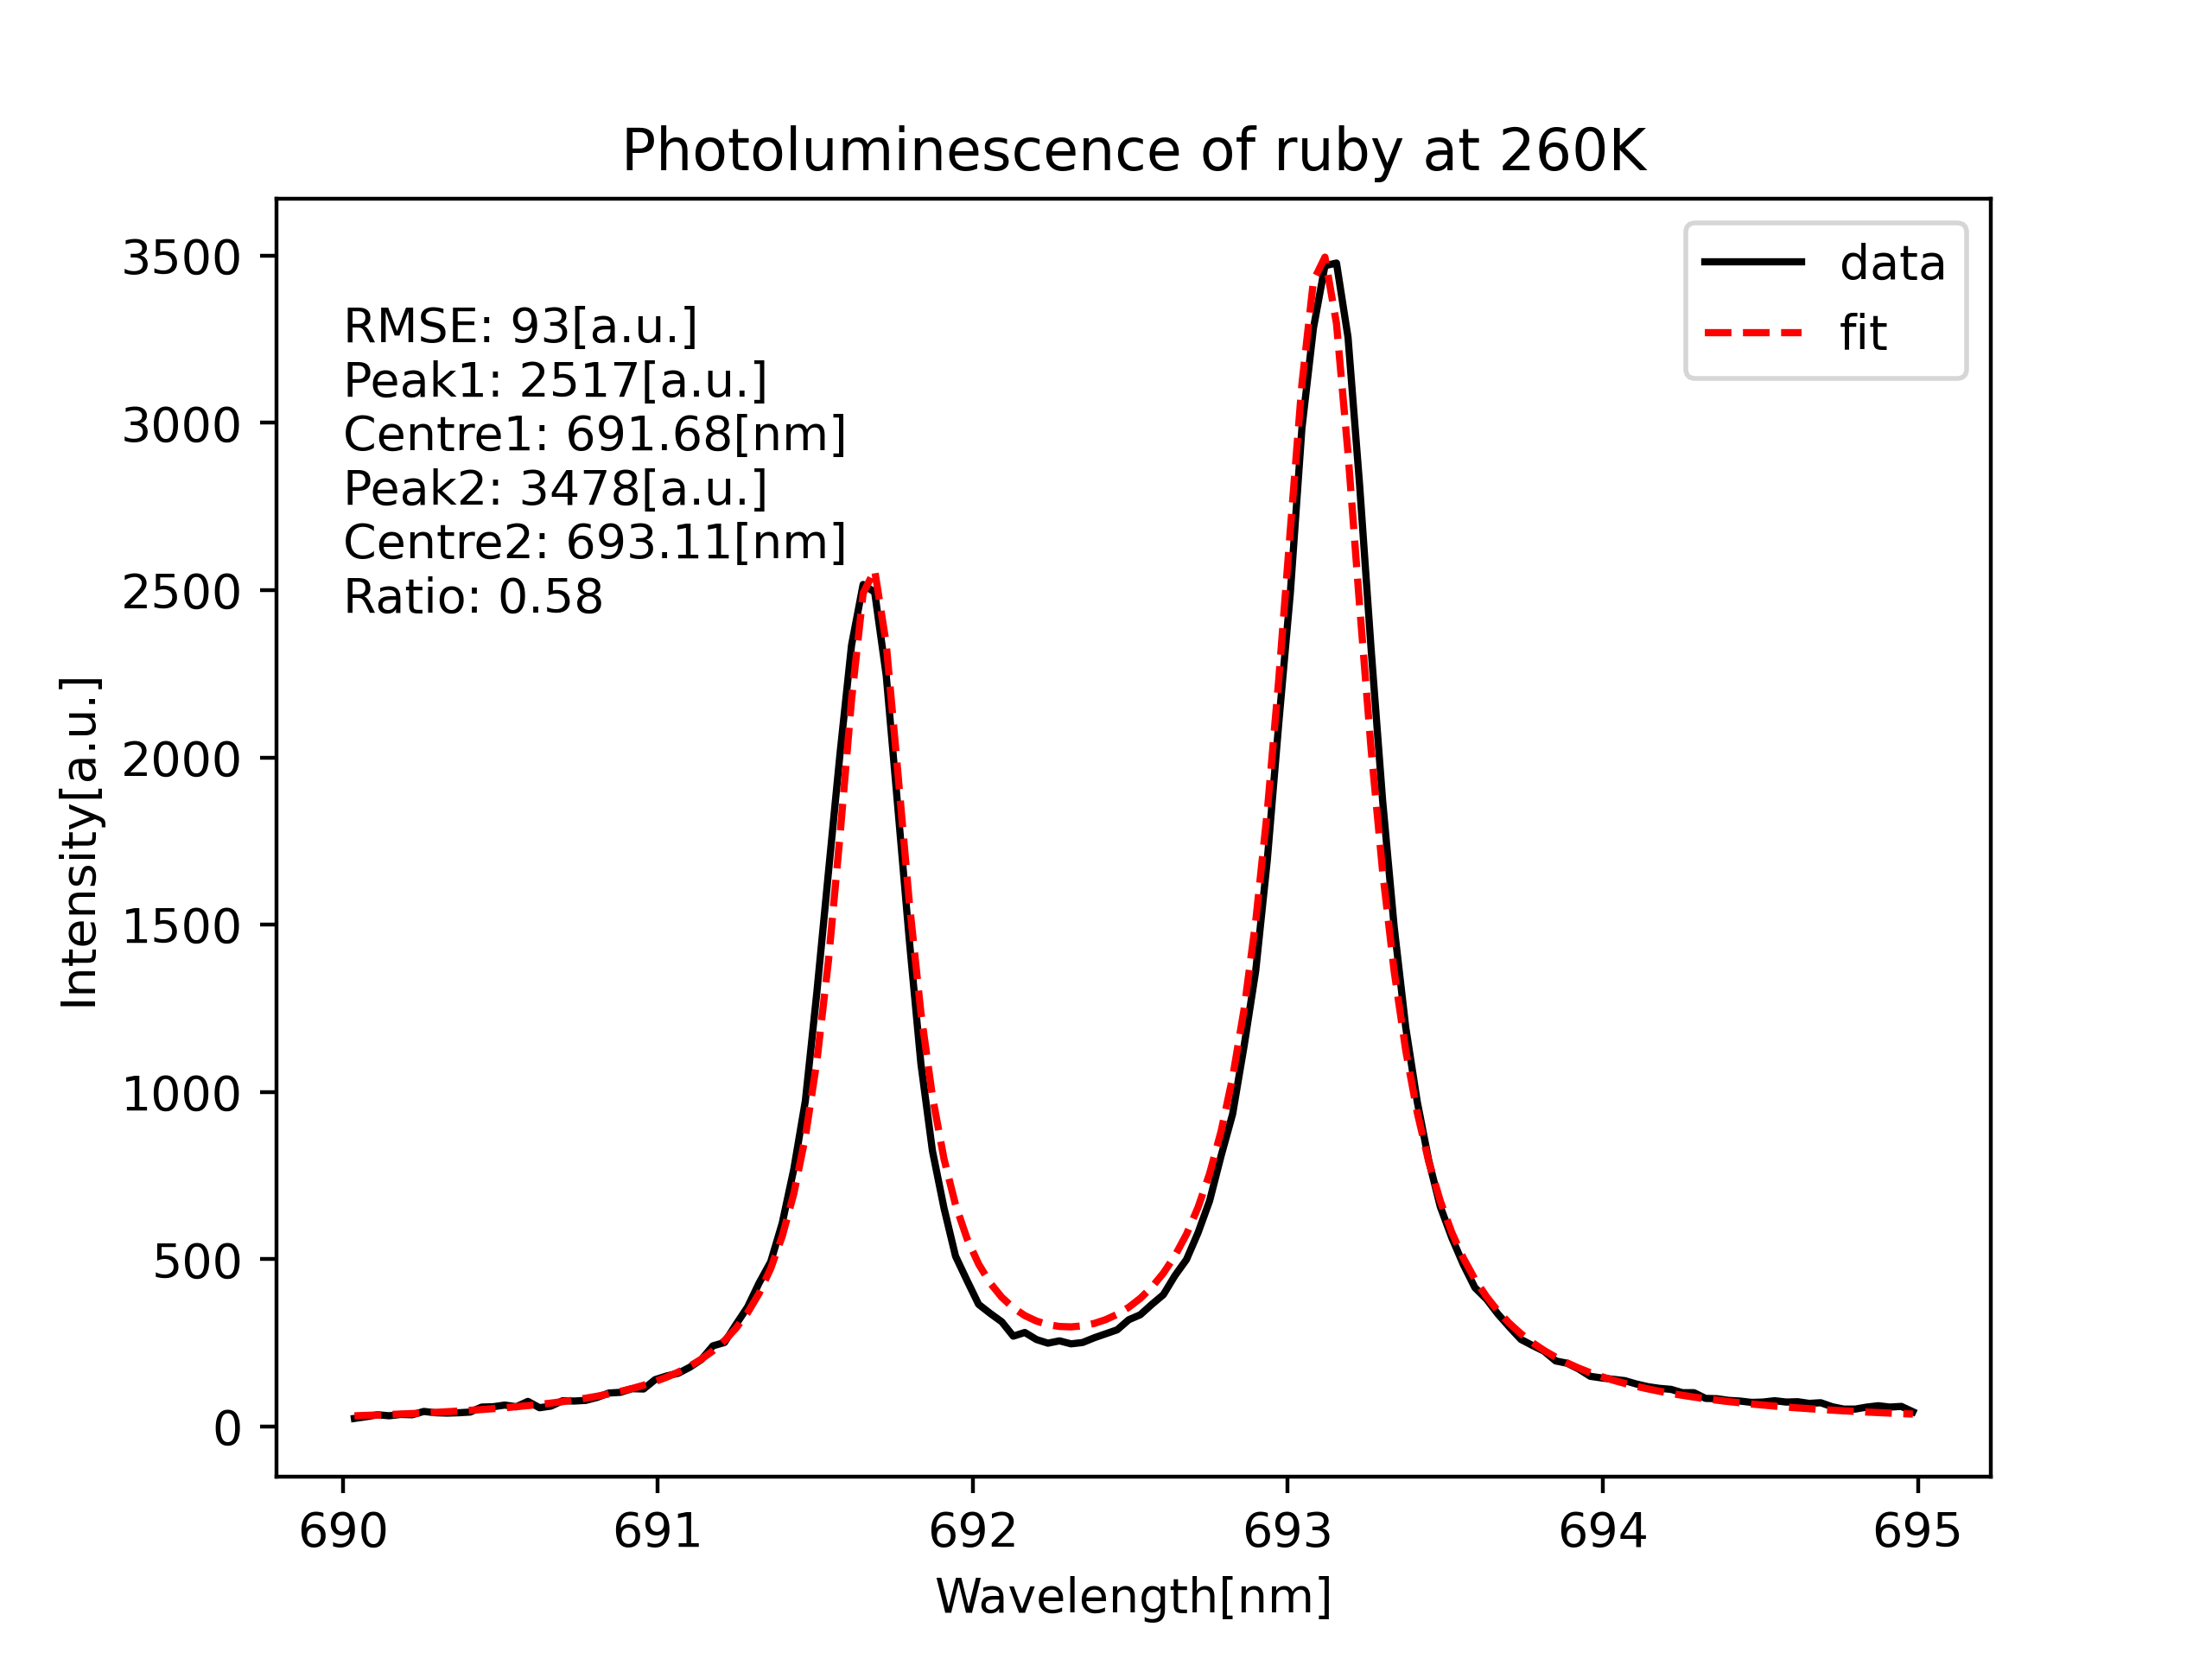 Photoluminescence of ruby at 260K
3500
3000
2500
2000
1500
1000
500
0
Intensity[a.u.]
RMSE: 93[a.u.]
Peak1: 2517[a.u.]
Centre1: 691.68[nm]
Peak2: 3478[a.u.]
Centre2: 693.11[nm]
Ratio: 0.58
data
fit
690 691 692 693 694 695
Wavelength[nm]